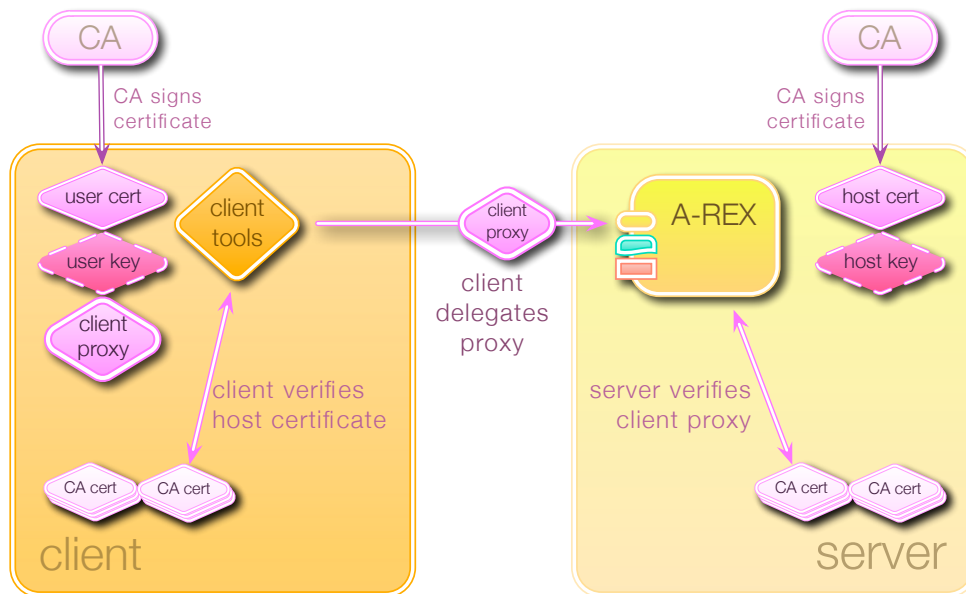 CA
CA signs
certificate
user cert
user key
client
proxy
client
tools
client verifies
host certificate
CA cert
CA cert
client
client
proxy
client
delegates
proxy
CA
CA signs
certificate
A-REX
host cert
host key
server verifies
client proxy
CA cert
CA cert
server